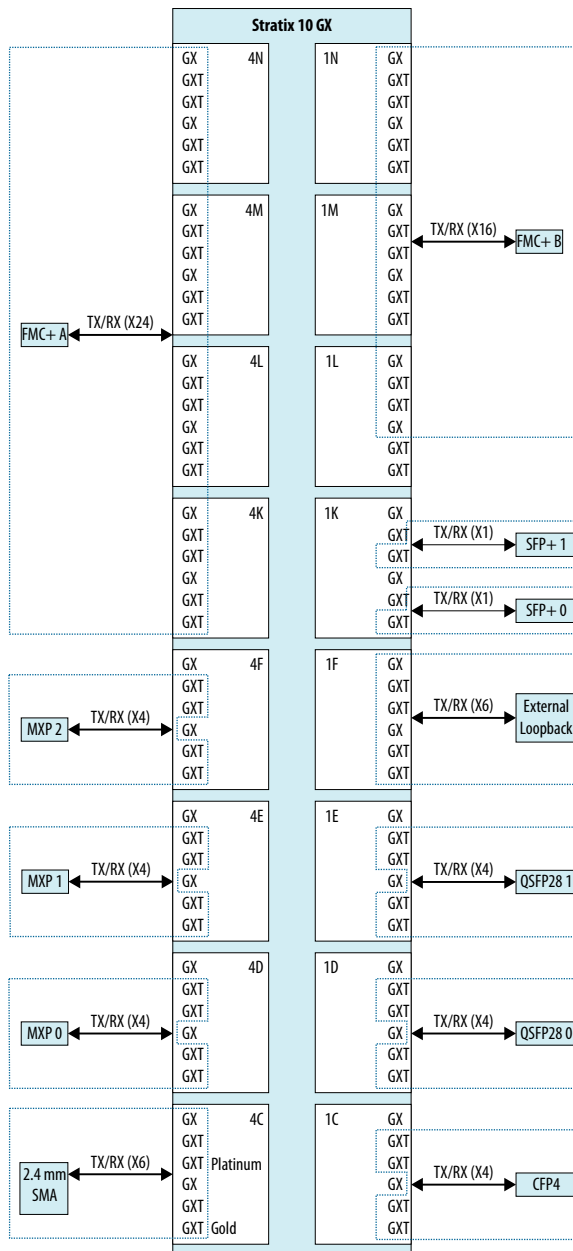 Stratix 10 GX
GX 4N
GXT
GXT
GX
GXT
GXT
1N GX
GXT
GXT
GX
GXT
GXT
GX 4M
GXT
GXT
GX
GXT
GXT
1M GX
GXT
GXT
GX
GXT
GXT
TX/RX (X16)
FMC+ B
FMC+ A
TX/RX (X24)
GX 4L
GXT
GXT
GX
GXT
GXT
1L GX
GXT
GXT
GX
GXT
GXT
GX 4K
GXT
GXT
GX
GXT
GXT
1K GX
GXT
GXT
GX
GXT
GXT
TX/RX (X1)
SFP+ 1
TX/RX (X1)
SFP+ 0
MXP 2
TX/RX (X4)
GX 4F
GXT
GXT
GX
GXT
GXT
1F GX
GXT
GXT
GX
GXT
GXT
TX/RX (X6)
External
Loopback
MXP 1
TX/RX (X4)
GX 4E
GXT
GXT
GX
GXT
GXT
1E GX
GXT
GXT
GX
GXT
GXT
TX/RX (X4)
QSFP28 1
MXP 0
TX/RX (X4)
GX 4D
GXT
GXT
GX
GXT
GXT
1D GX
GXT
GXT
GX
GXT
GXT
TX/RX (X4)
QSFP28 0
2.4 mm
SMA
TX/RX (X6)
GX 4C
GXT
GXT Platinum
GX
GXT
GXT Gold
1C GX
GXT
GXT
GX
GXT
GXT
TX/RX (X4)
CFP4